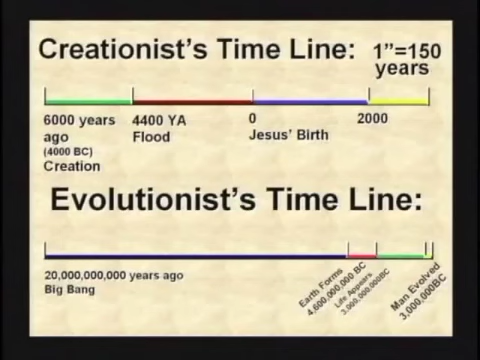 Creationist's Time Line: 1"=150
years
6000 years
ago
(4000 BC)
Creation
4400 YA
Flood
0
Jesus' Birth
2000
Evolutionist's Time Line:
20,000,000,000 years ago
Big Bang
Earth Forms
4,600,000,000 BC
Life Appears
3,000,000,000BC
Man Evolved
3,000,000BC